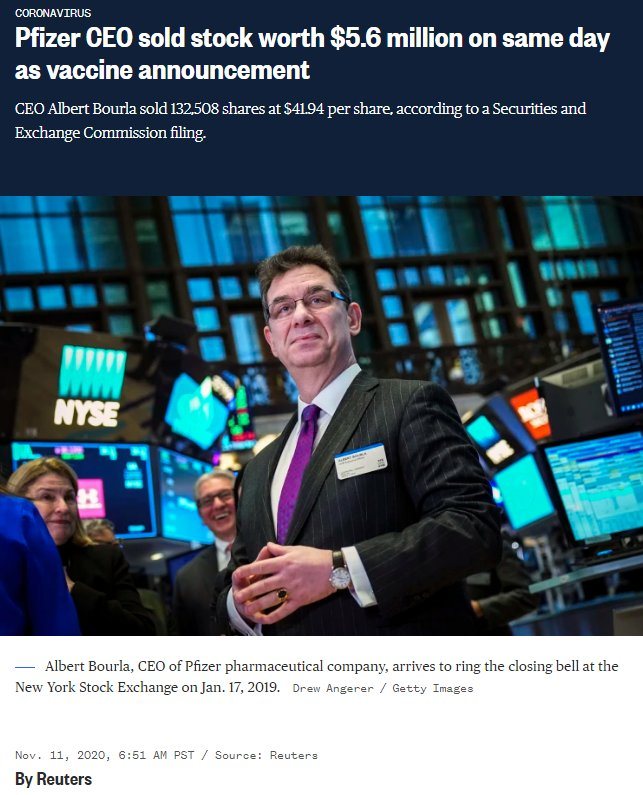 CORONAVIRUS
Pfizer CEO sold stock worth $5.6 million on same day
as vaccine announcement
CEO Albert Bourla sold 132,508 shares at $41.94 per share, according to a Securities and
Exchange Commission filing.
NYSE
ALBERT BOURLA
Albert Bourla, CEO of Pfizer pharmaceutical company, arrives to ring the closing bell at the
New York Stock Exchange on Jan. 17, 2019. Drew Angerer / Getty Images
Nov. 11, 2020, 6:51 AM PST / Source: Reuters
By Reuters